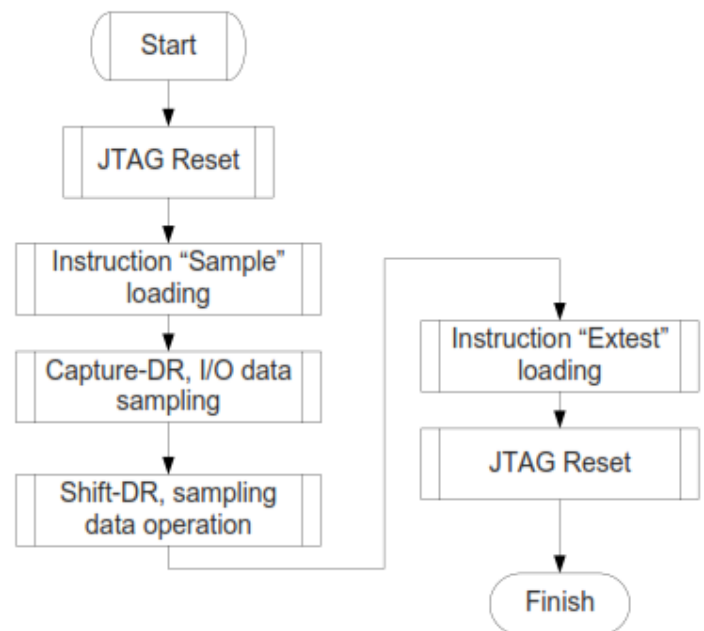 Start
JTAG Reset
Instruction “Sample”
loading
Capture-DR, I/O data
sampling
Shift-DR, sampling
data operation
Instruction “Extest”
loading
JTAG Reset
Finish